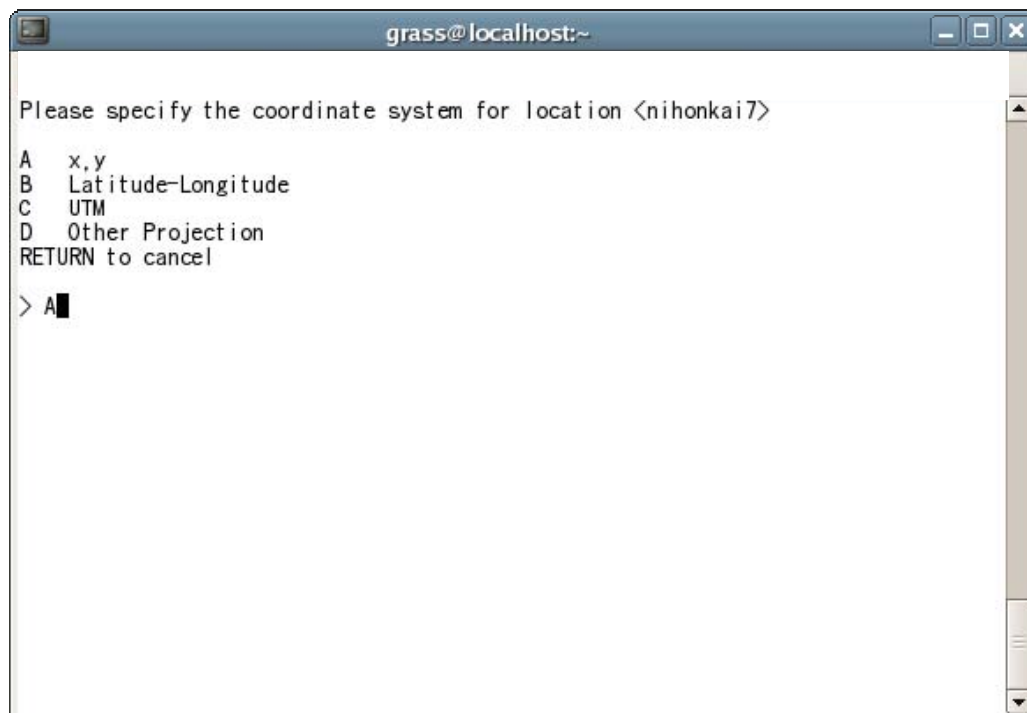 grass@localhost:~
Please specify the coordinate system for location <nihonkai7>
A x,y
B Latitude-Longitude
C UTM
D Other Projection
RETURN to cancel
> A